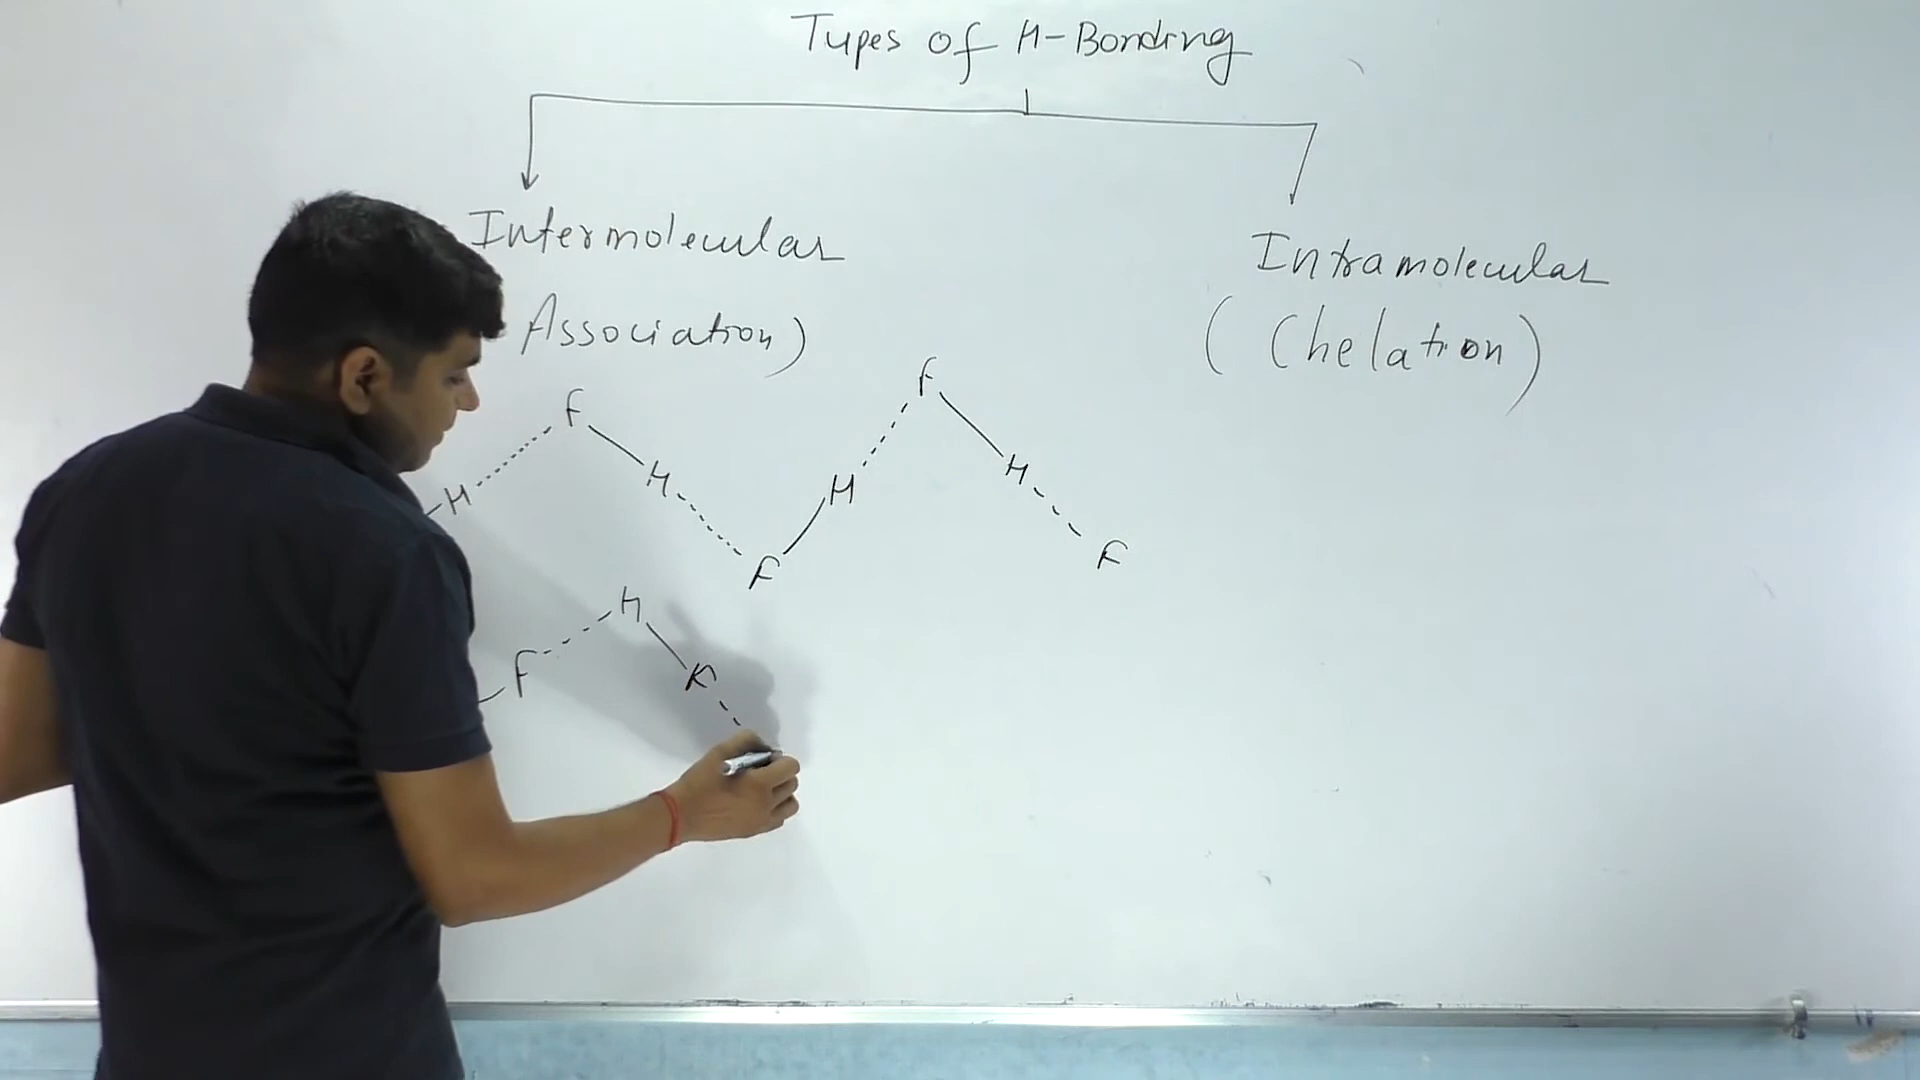 Types of H-Bonding
Intermolecular
Intramolecular
Association)
(Chelation)
F
F
H
H
H
H
F
F
H
F
F